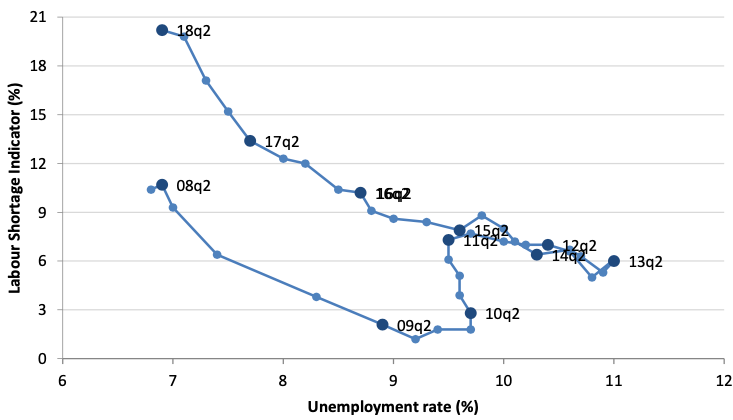 21
18
15
12
9
6
3
0
Labour Shortage Indicator (%)
18q2
17q2
08q2
16q2
15q2
11q2
12q2
14q2
13q2
10q2
09q2
6
7
8
9
10
11
12
Unemployment rate (%)